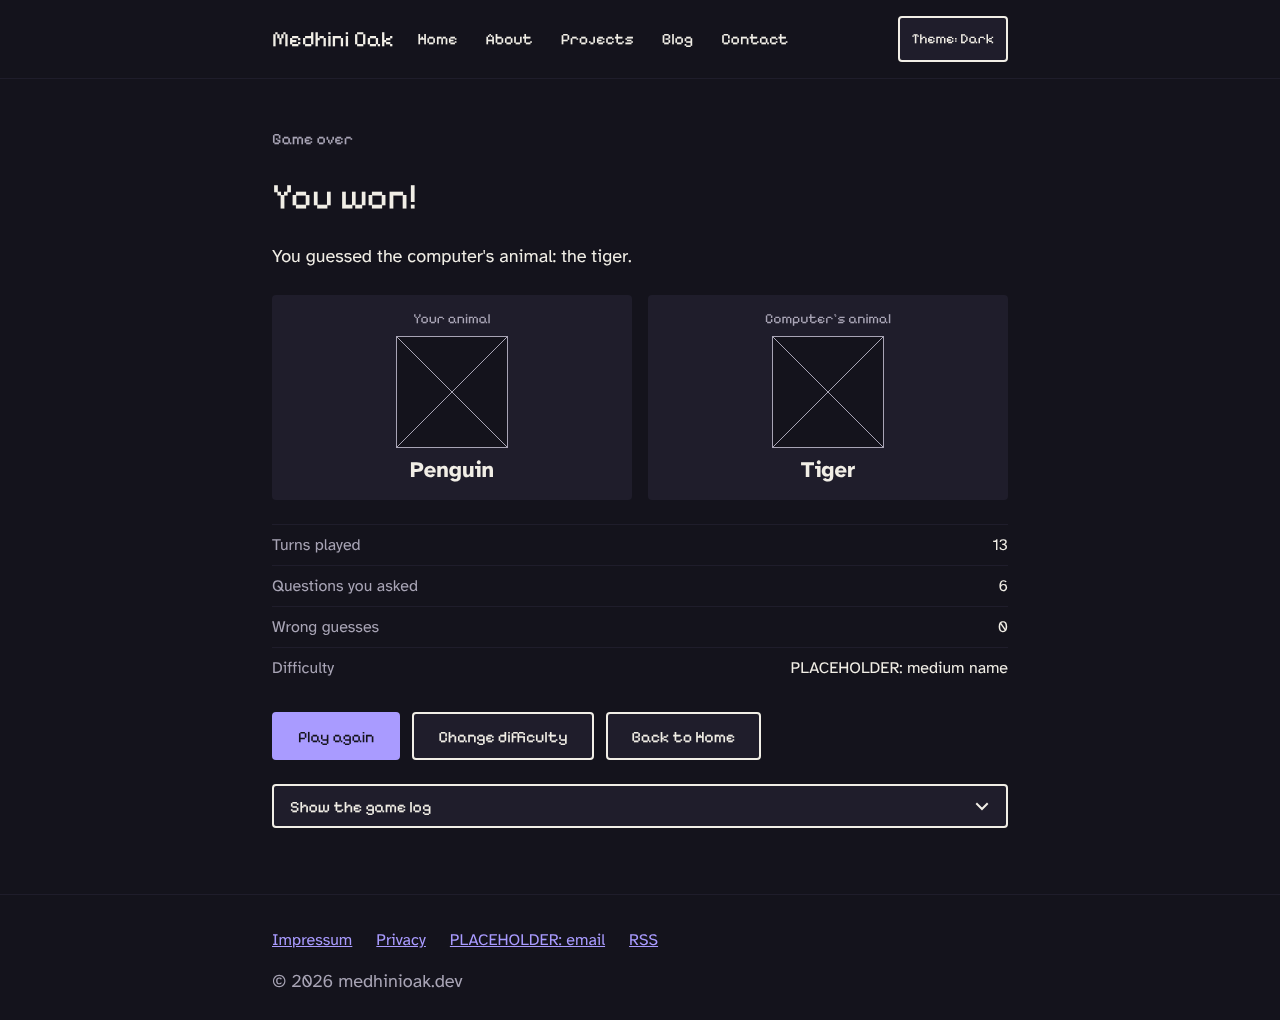 Medhini Oak Home About Projects Blog Contact Theme: Dark
Game over
You won!
You guessed the computer's animal: the tiger.
Your animal
Penguin
Computer's animal
Tiger
Turns played 13
Questions you asked 6
Wrong guesses 0
Difficulty PLACEHOLDER: medium name
Play again Change difficulty Back to Home
Show the game log
Impressum Privacy PLACEHOLDER: email RSS
© 2026 medhinioak.dev